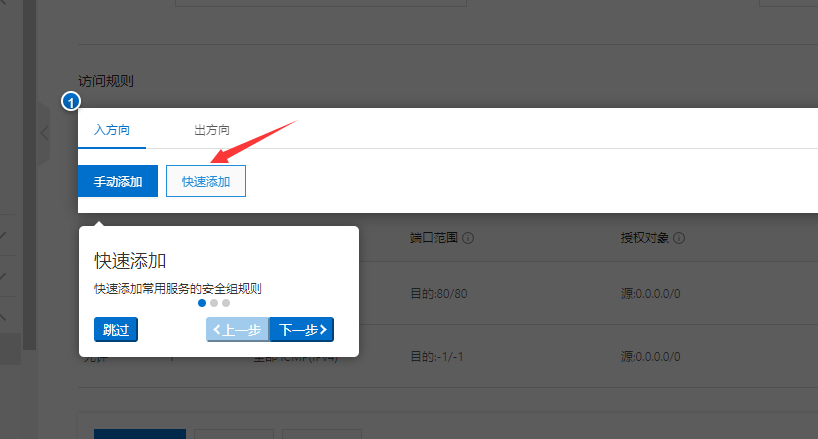 访问规则
1
入方向 出方向
手动添加 快速添加
端口范围 授权对象
快速添加
快速添加常用服务的安全组规则
目的:80/80 源:0.0.0.0/0
跳过 上一步 下一步
目的:-1/-1 源:0.0.0.0/0